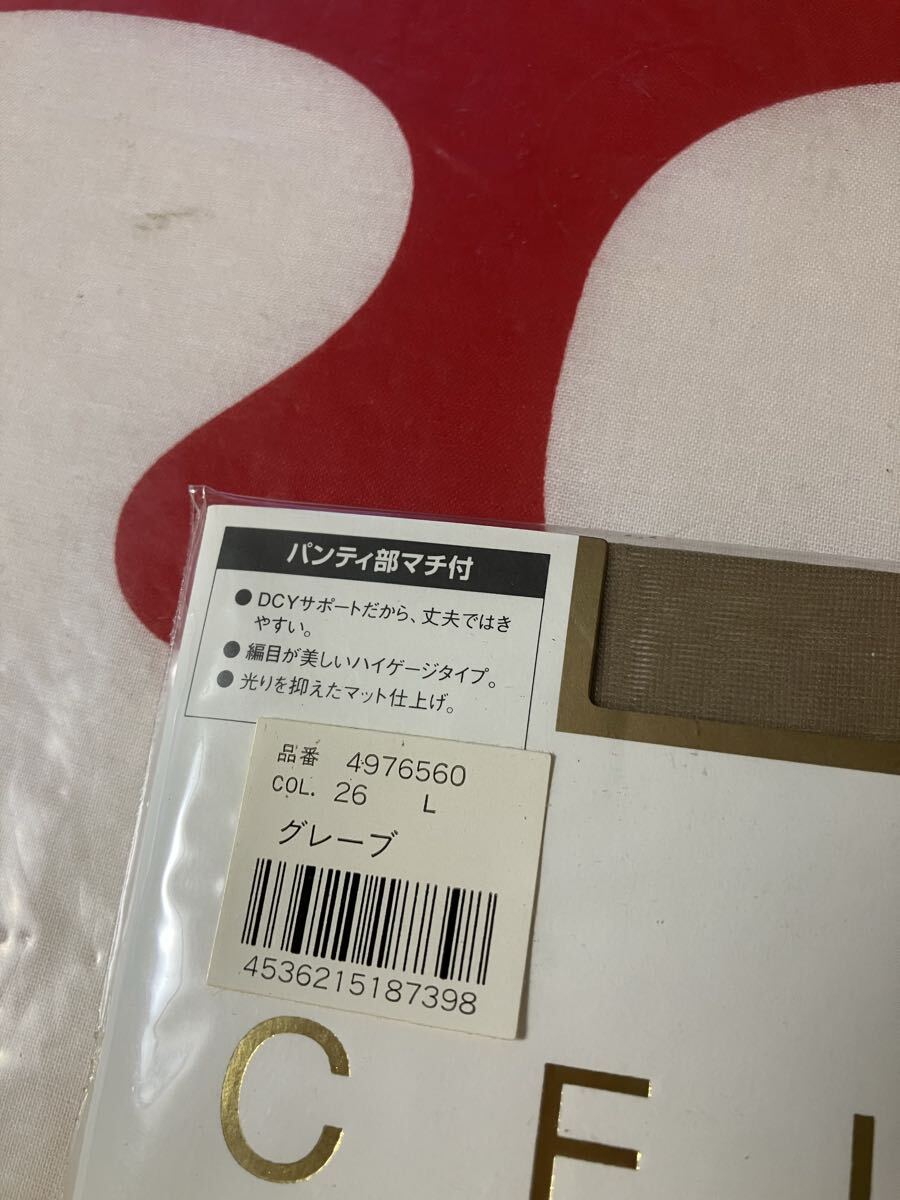 パンティ部マチ付
● DCYサポートだから、丈夫ではき
やすい。
● 編目が美しいハイゲージタイプ。
● 光りを抑えたマット仕上げ。
品番 4976560
COL. 26 L
グレーブ
4536215187398
C E